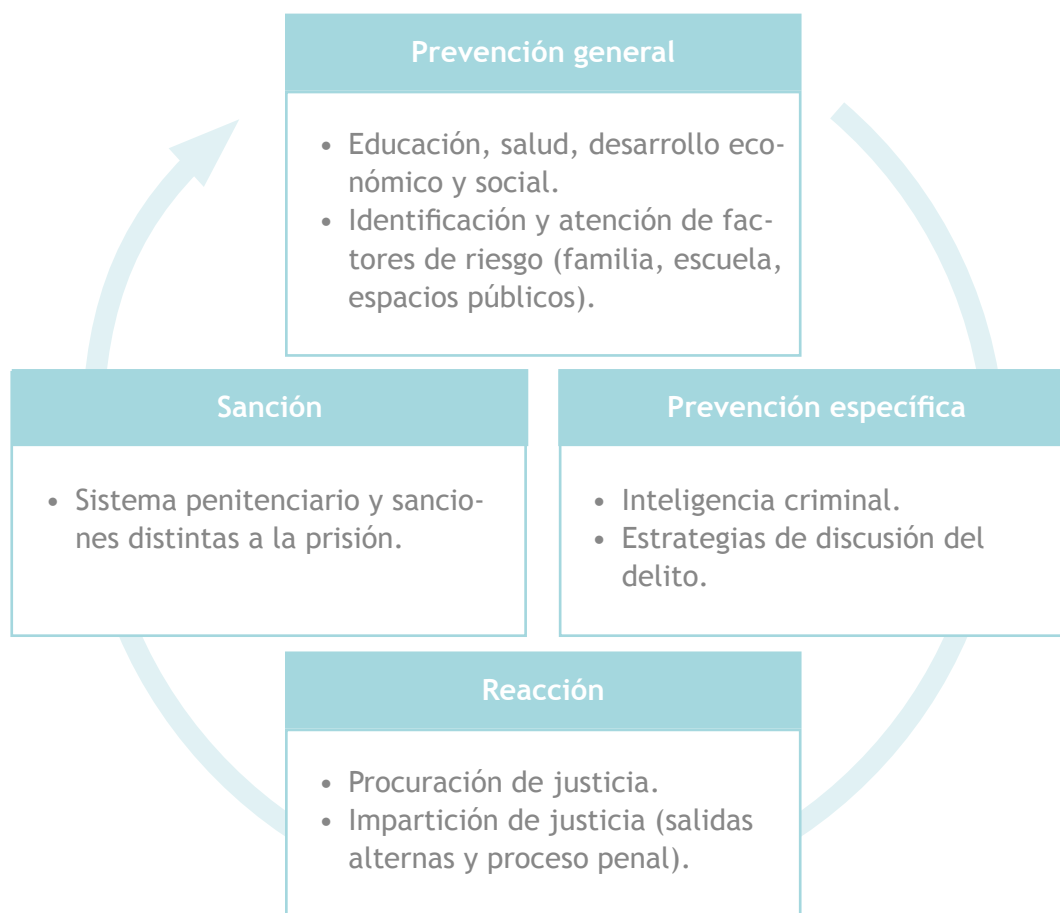 Prevención general
• Educación, salud, desarrollo eco-
nómico y social.
• Identificación y atención de fac-
tores de riesgo (familia, escuela,
espacios públicos).
Sanción
• Sistema penitenciario y sancio-
nes distintas a la prisión.
Prevención específica
• Inteligencia criminal.
• Estrategias de discusión del
delito.
Reacción
• Procuración de justicia.
• Impartición de justicia (salidas
alternas y proceso penal).